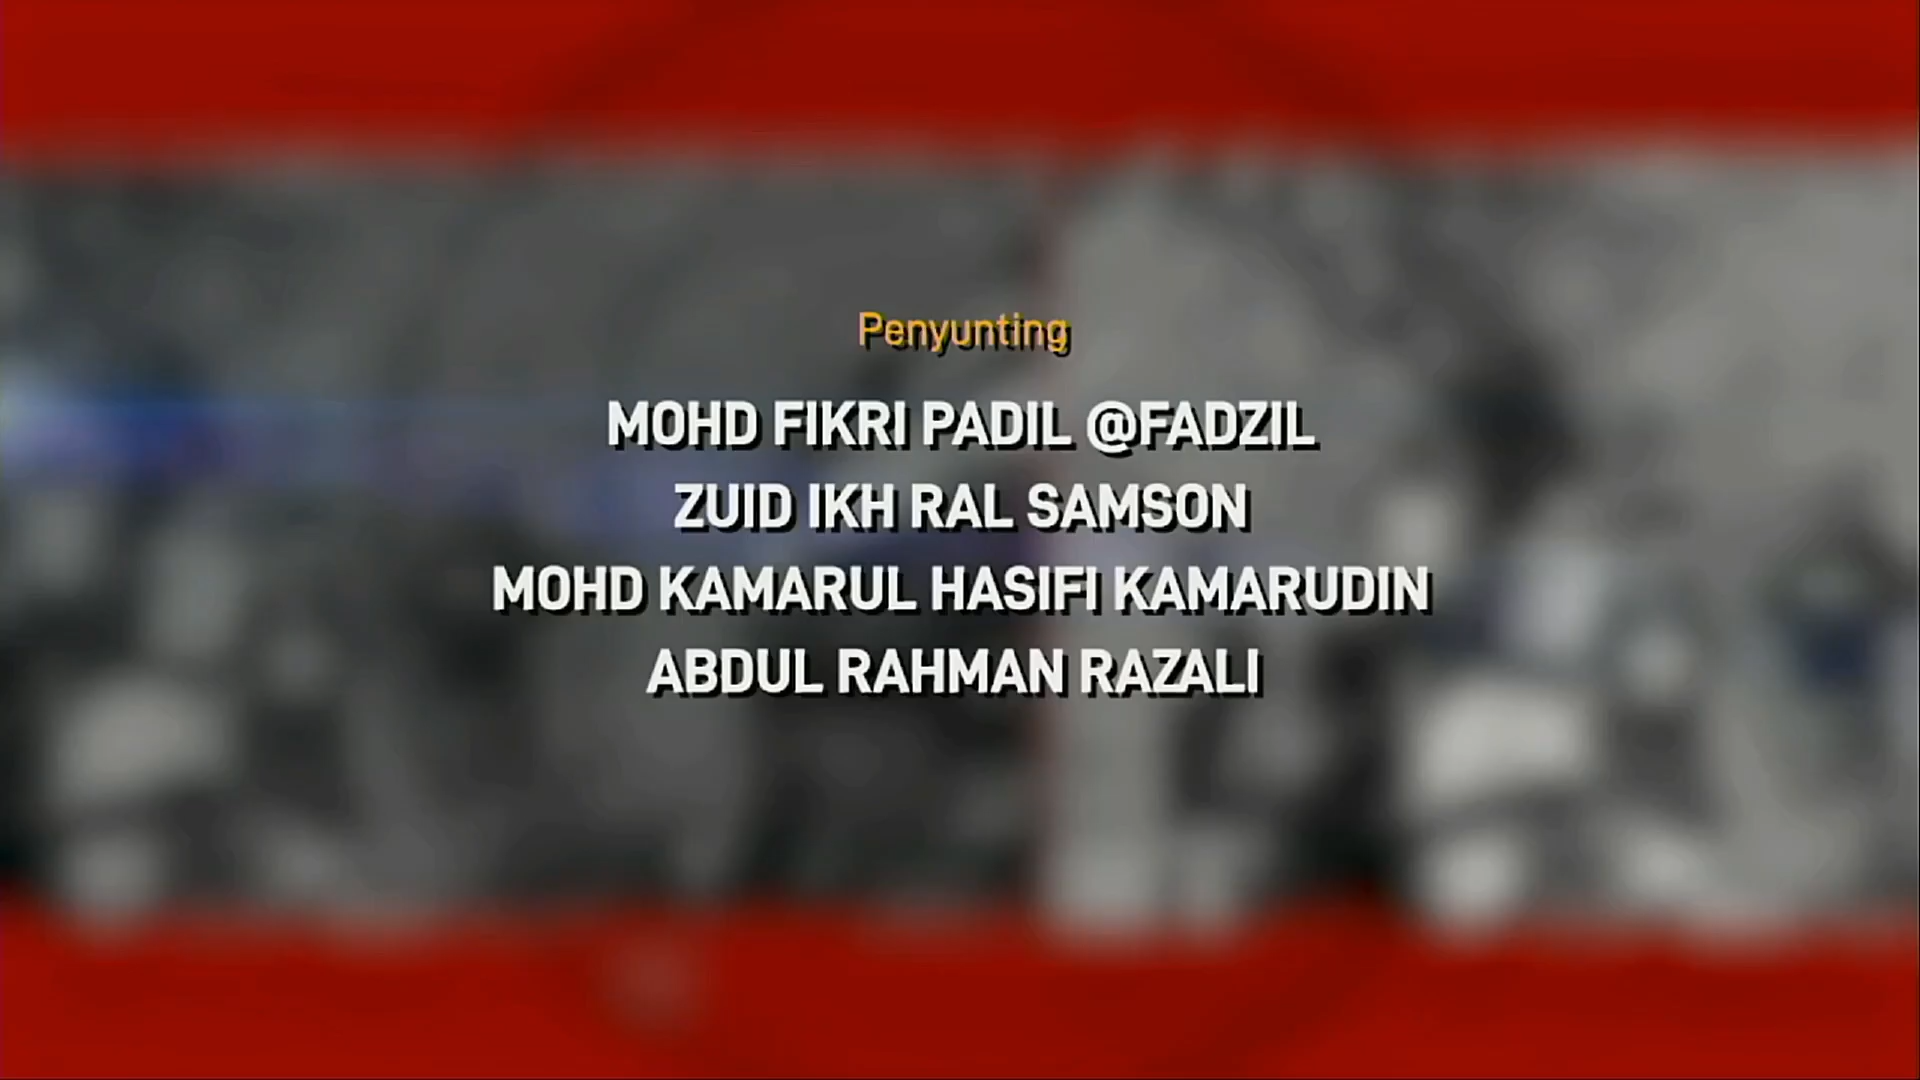 Penyunting
MOHD FIKRI PADIL @FADZIL
ZUID IKH RAL SAMSON
MOHD KAMARUL HASIFI KAMARUDIN
ABDUL RAHMAN RAZALI